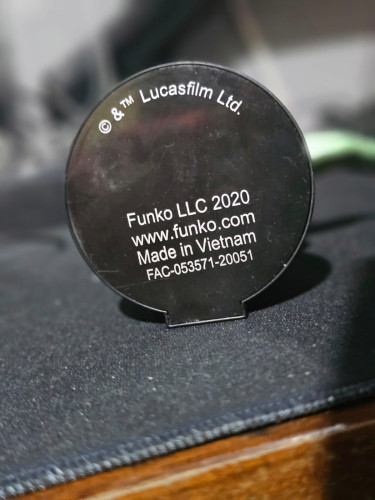 © & ™ Lucasfilm Ltd.
Funko LLC 2020
www.funko.com
Made in Vietnam
FAC-053571-20051